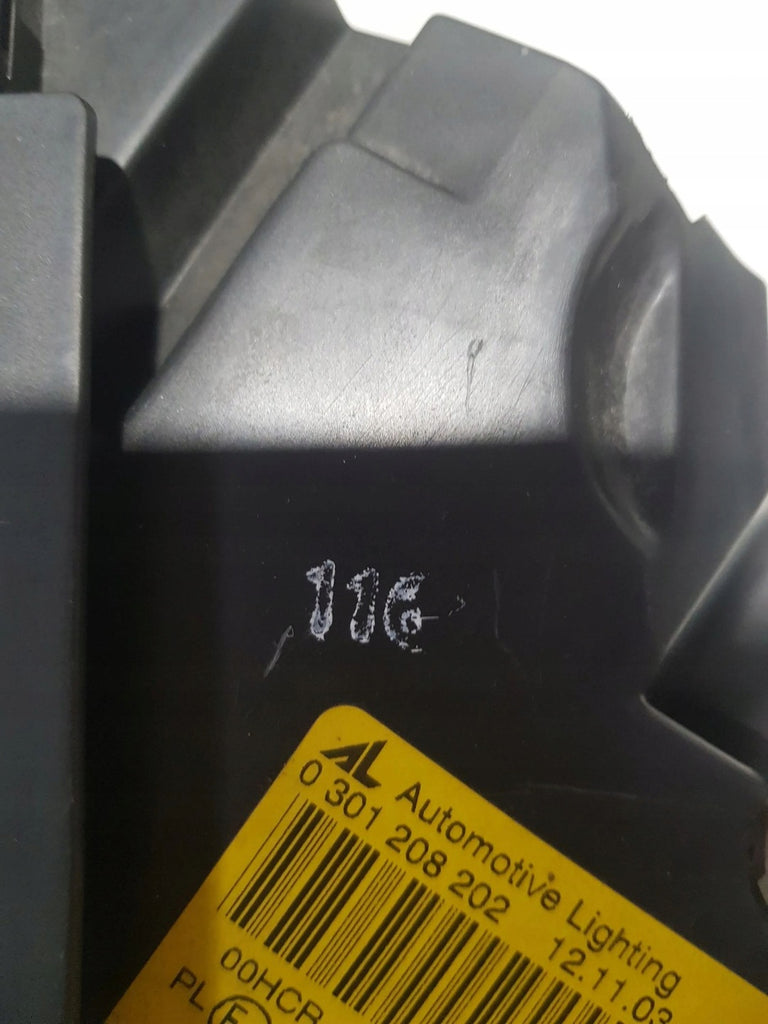 116
AL Automotive Lighting
0 301 208 202 12.11.03
00HCR
PL E